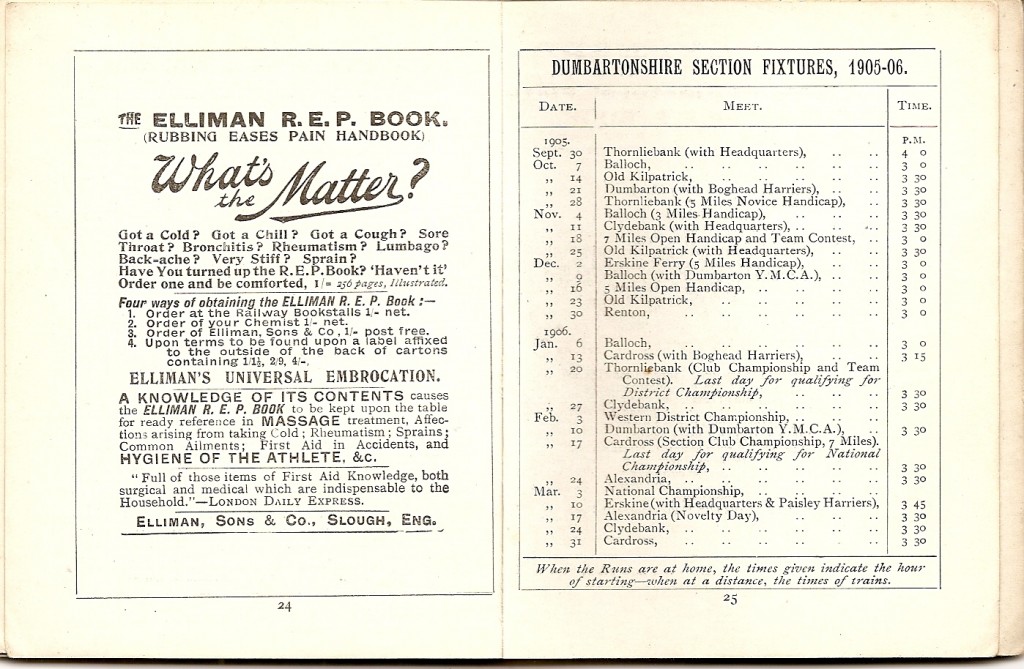 THE ELLIMAN R. E. P. BOOK.
(RUBBING EASES PAIN HANDBOOK)
What's the Matter?
Got a Cold? Got a Chill? Got a Cough? Sore
Throat? Bronchitis? Rheumatism? Lumbago?
Back-ache? Very Stiff? Sprain?
Have You turned up the R.E.P. Book? 'Haven't it'
Order one and be comforted, 1/= 256 pages, Illustrated.
Four ways of obtaining the ELLIMAN R. E. P. Book :—
1. Order at the Railway Bookstalls 1/- net.
2. Order of your Chemist 1/- net.
3. Order of Elliman, Sons & Co, 1/- post free.
4. Upon terms to be found upon a label affixed
to the outside of the back of cartons
containing 1/1½, 2/9, 4/-.
ELLIMAN'S UNIVERSAL EMBROCATION.
A KNOWLEDGE OF ITS CONTENTS causes
the ELLIMAN R. E. P. BOOK to be kept upon the table
for ready reference in MASSAGE treatment, Affec-
tions arising from taking Cold; Rheumatism; Sprains;
Common Ailments; First Aid in Accidents, and
HYGIENE OF THE ATHLETE, &c.
"Full of those items of First Aid Knowledge, both
surgical and medical which are indispensable to the
Household."—LONDON DAILY EXPRESS.
ELLIMAN, SONS & CO., SLOUGH, ENG.
24
DUMBARTONSHIRE SECTION FIXTURES, 1905-06.
DATE. MEET. TIME.
1905. P.M.
Sept. 30 Thornliebank (with Headquarters), .. .. 4 0
Oct. 7 Balloch, .. .. .. .. .. 3 0
,, 14 Old Kilpatrick, .. .. .. .. 3 30
,, 21 Dumbarton (with Boghead Harriers), .. .. 3 30
,, 28 Thornliebank (5 Miles Novice Handicap), .. 3 30
Nov. 4 Balloch (3 Miles Handicap), .. .. .. 3 30
,, 11 Clydebank (with Headquarters), .. .. 3 30
,, 18 7 Miles Open Handicap and Team Contest, .. 3 0
,, 25 Old Kilpatrick (with Headquarters), .. .. 3 30
Dec. 2 Erskine Ferry (5 Miles Handicap), .. .. 3 0
,, 9 Balloch (with Dumbarton Y.M.C.A.), .. .. 3 0
,, 16 5 Miles Open Handicap, .. .. .. 3 0
,, 23 Old Kilpatrick, .. .. .. .. 3 0
,, 30 Renton, .. .. .. .. .. 3 0
1906.
Jan. 6 Balloch, .. .. .. .. .. 3 0
,, 13 Cardross (with Boghead Harriers), .. .. 3 15
,, 20 Thornliebank (Club Championship and Team
Contest). Last day for qualifying for
District Championship, .. .. .. 3 30
,, 27 Clydebank, .. .. .. .. .. 3 30
Feb. 3 Western District Championship, .. .. ..
,, 10 Dumbarton (with Dumbarton Y.M.C.A.), .. 3 30
,, 17 Cardross (Section Club Championship, 7 Miles).
Last day for qualifying for National
Championship, .. .. .. .. 3 30
,, 24 Alexandria, .. .. .. .. .. 3 30
Mar. 3 National Championship, .. .. .. ..
,, 10 Erskine (with Headquarters & Paisley Harriers), 3 45
,, 17 Alexandria (Novelty Day), .. .. .. 3 30
,, 24 Clydebank, .. .. .. .. .. 3 30
,, 31 Cardross, .. .. .. .. .. 3 30
When the Runs are at home, the times given indicate the hour
of starting—when at a distance, the times of trains.
25